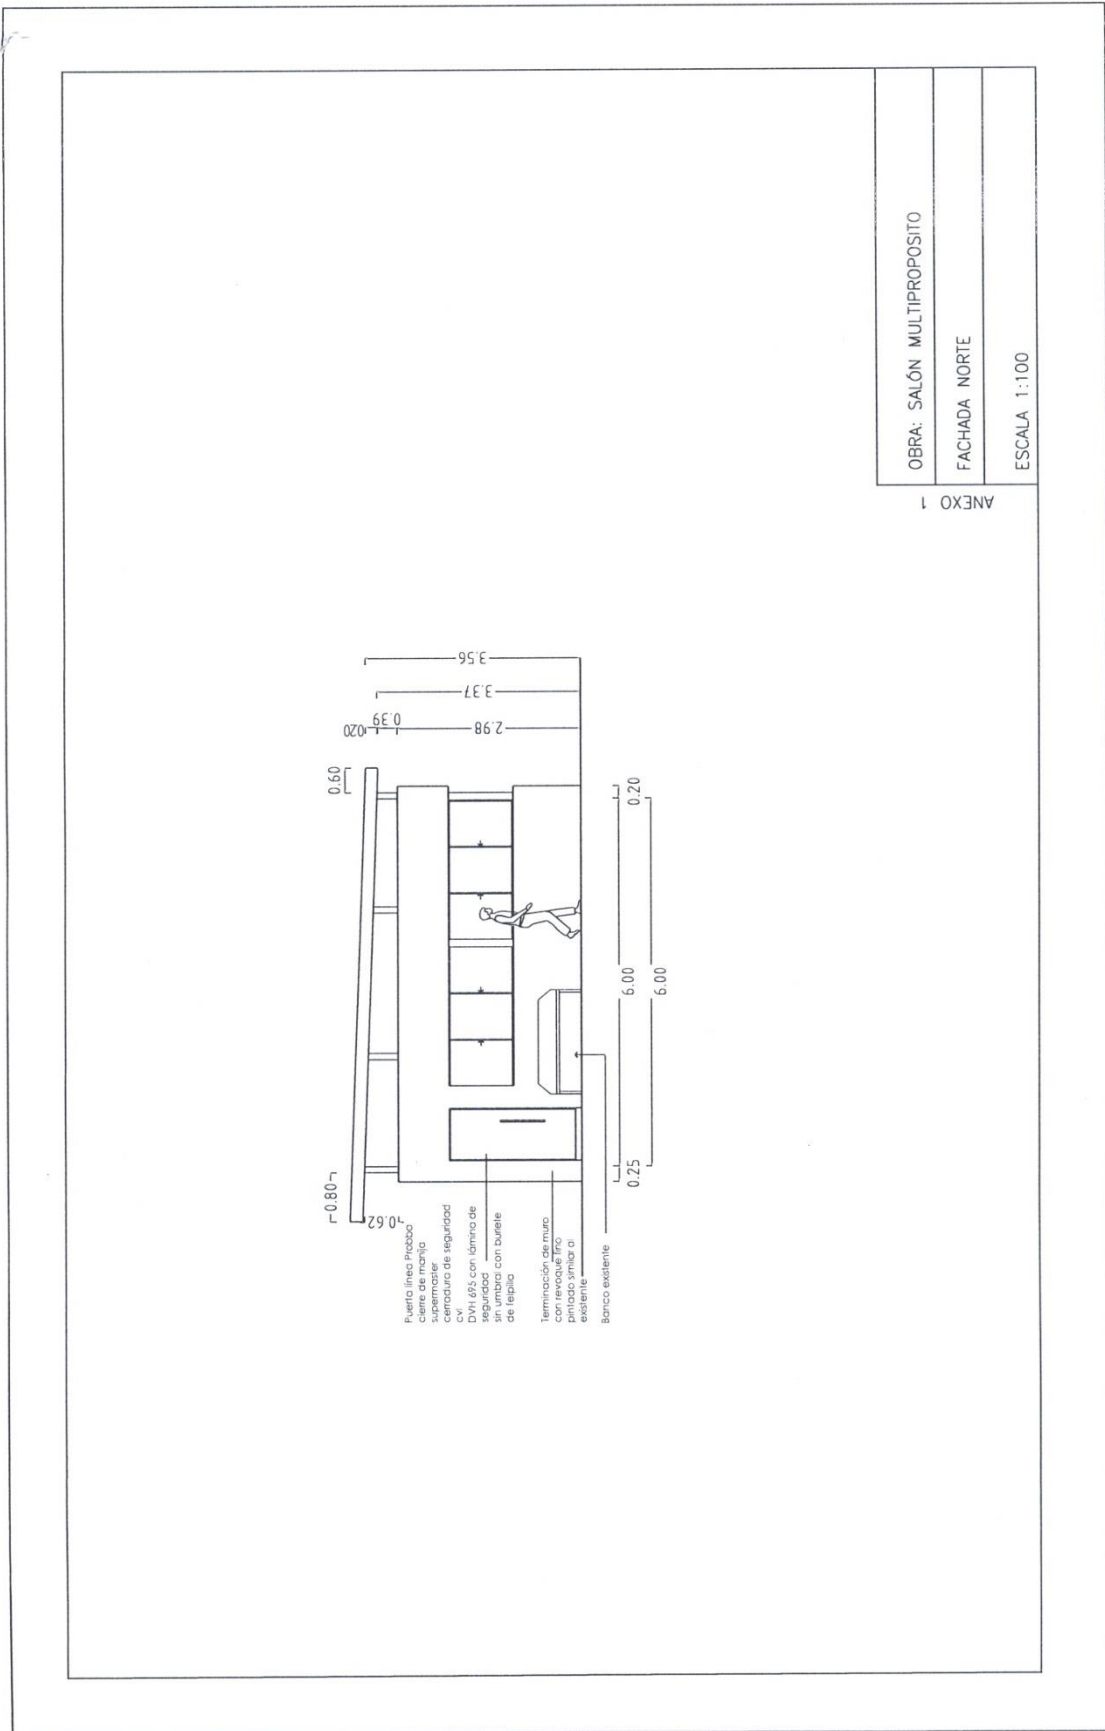 OBRA: SALÓN MULTIPROPOSITO
FACHADA NORTE
ESCALA 1:100
ANEXO 1
0.80
0.62
0.60
020
0.39
2.98
3.37
3.56
0.25
6.00
0.20
6.00
Puerta línea Probba
cierre de manija
supermaster
cerradura de seguridad
cvl
DVH 695 con lámina de
seguridad
sin umbral con burlete
de felpilla
Terminación de muro
con revoque fino
pintado similar al
existente
Banco existente